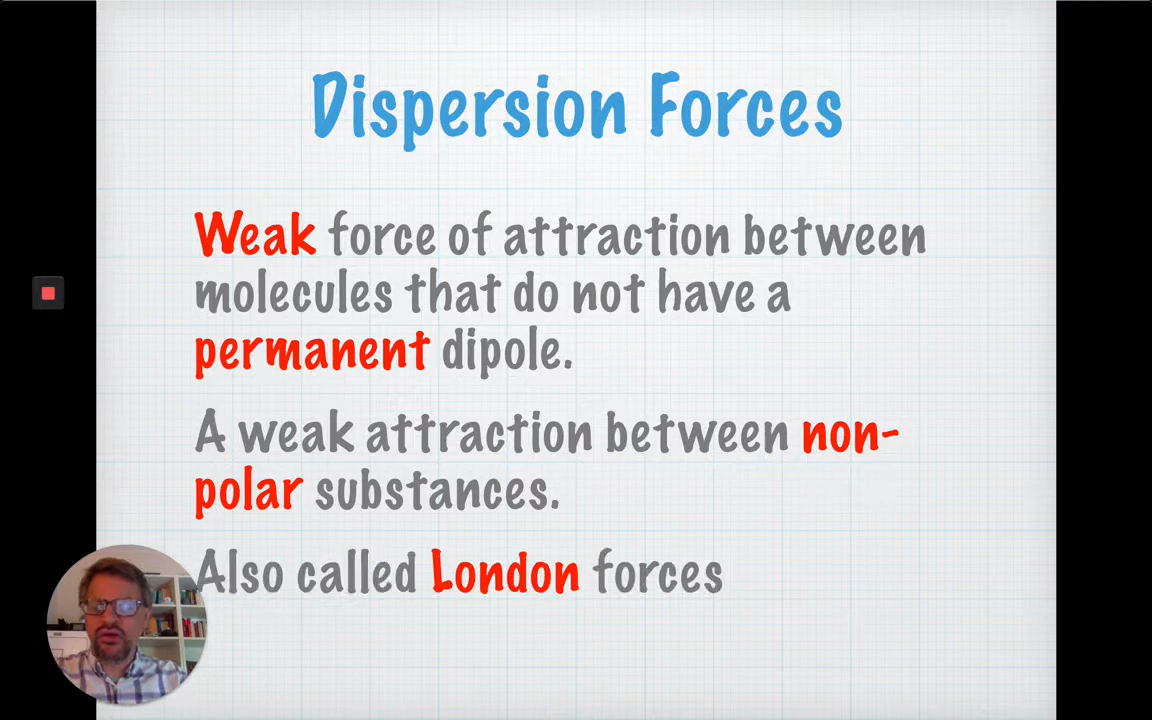 Dispersion Forces
Weak force of attraction between
molecules that do not have a
permanent dipole.
A weak attraction between non-
polar substances.
Also called London forces